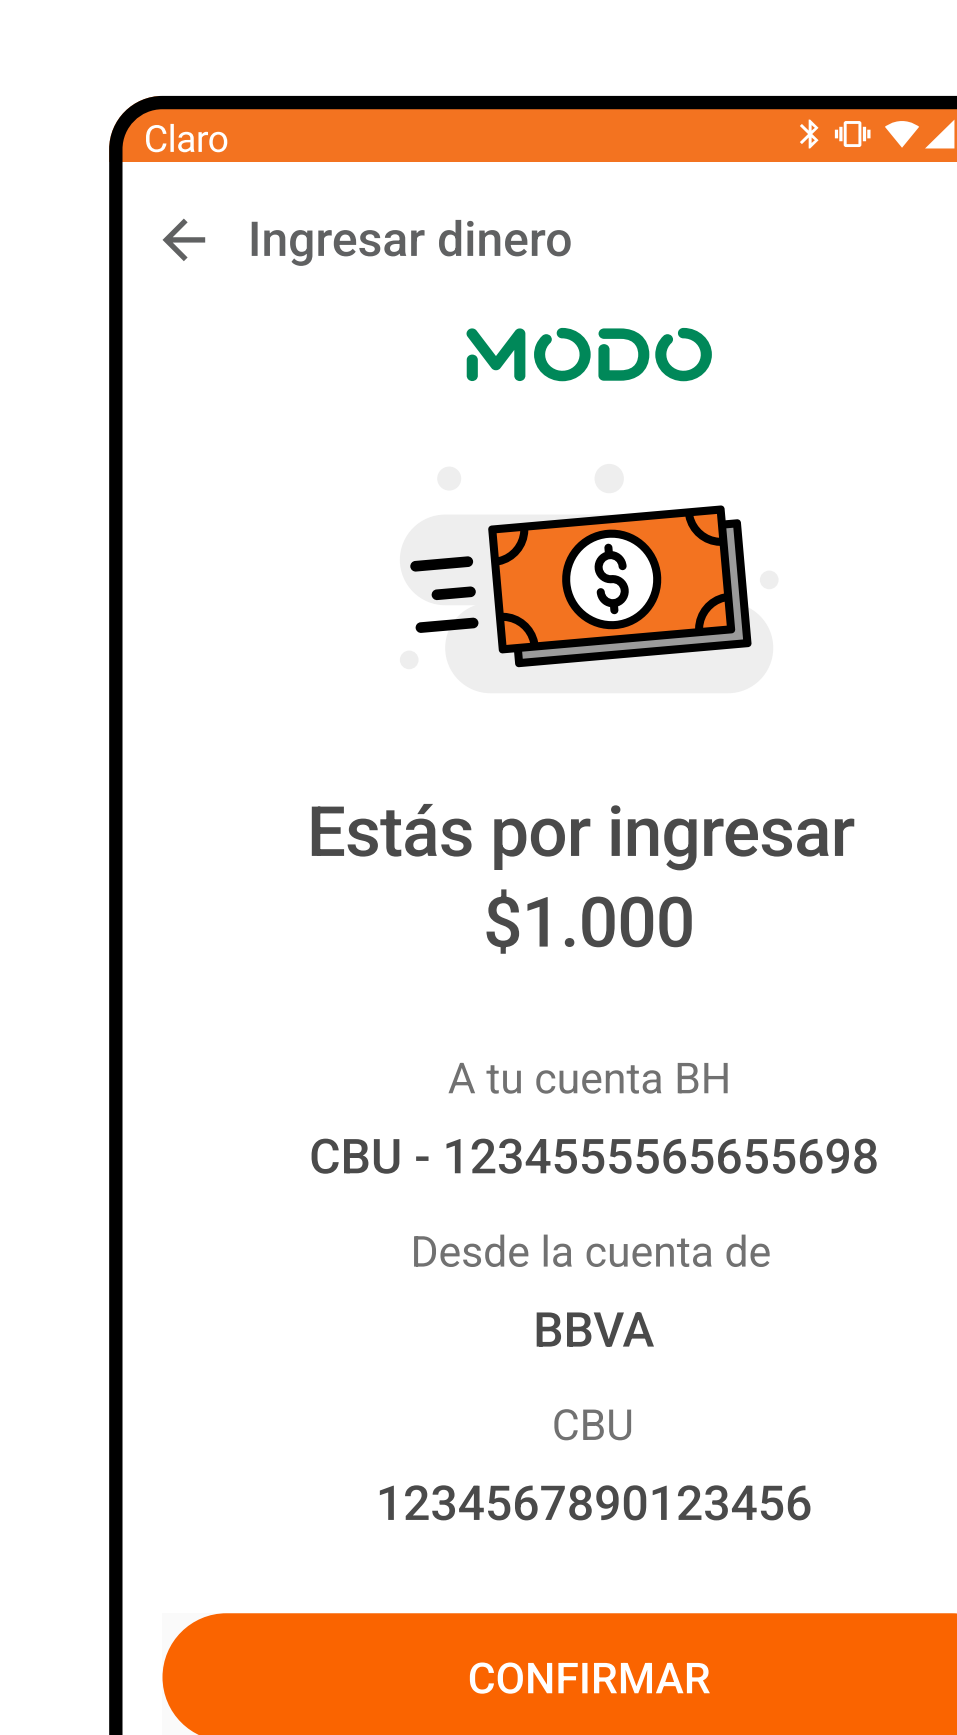 Claro
Ingresar dinero
MODO
$
Estás por ingresar
$1.000
A tu cuenta BH
CBU - 1234555565655698
Desde la cuenta de
BBVA
CBU
1234567890123456
CONFIRMAR